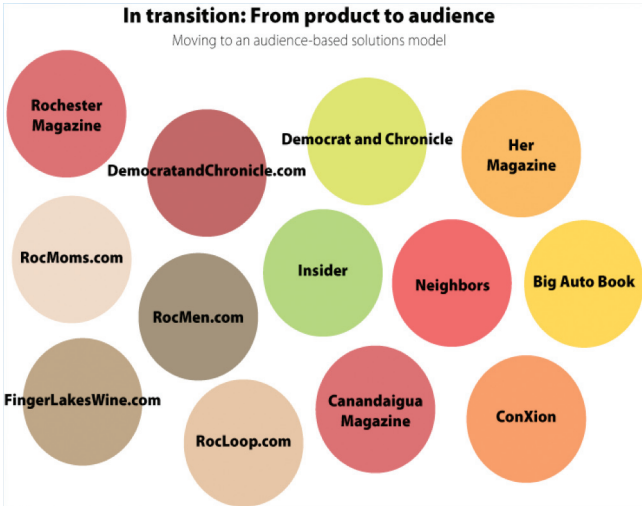 In transition: From product to audience
Moving to an audience-based solutions model
Rochester
Magazine
DemocratandChronicle.com
Democrat and Chronicle
Her
Magazine
RocMoms.com
RocMen.com
Insider
Neighbors
Big Auto Book
FingerLakesWine.com
RocLoop.com
Canandaigua
Magazine
ConXion